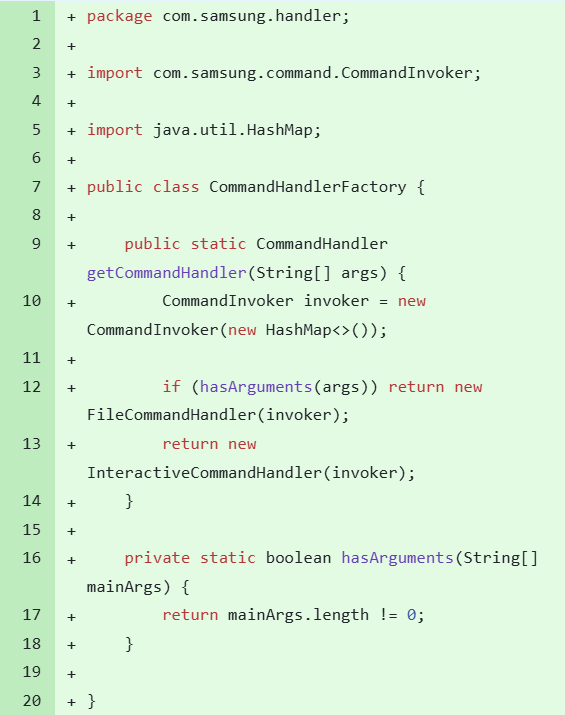 1 + package com.samsung.handler;
2 +
3 + import com.samsung.command.CommandInvoker;
4 +
5 + import java.util.HashMap;
6 +
7 + public class CommandHandlerFactory {
8 +
9 +     public static CommandHandler
getCommandHandler(String[] args) {
10 +         CommandInvoker invoker = new
CommandInvoker(new HashMap<>());
11 +
12 +         if (hasArguments(args)) return new
FileCommandHandler(invoker);
13 +         return new
InteractiveCommandHandler(invoker);
14 +     }
15 +
16 +     private static boolean hasArguments(String[]
mainArgs) {
17 +         return mainArgs.length != 0;
18 +     }
19 +
20 + }